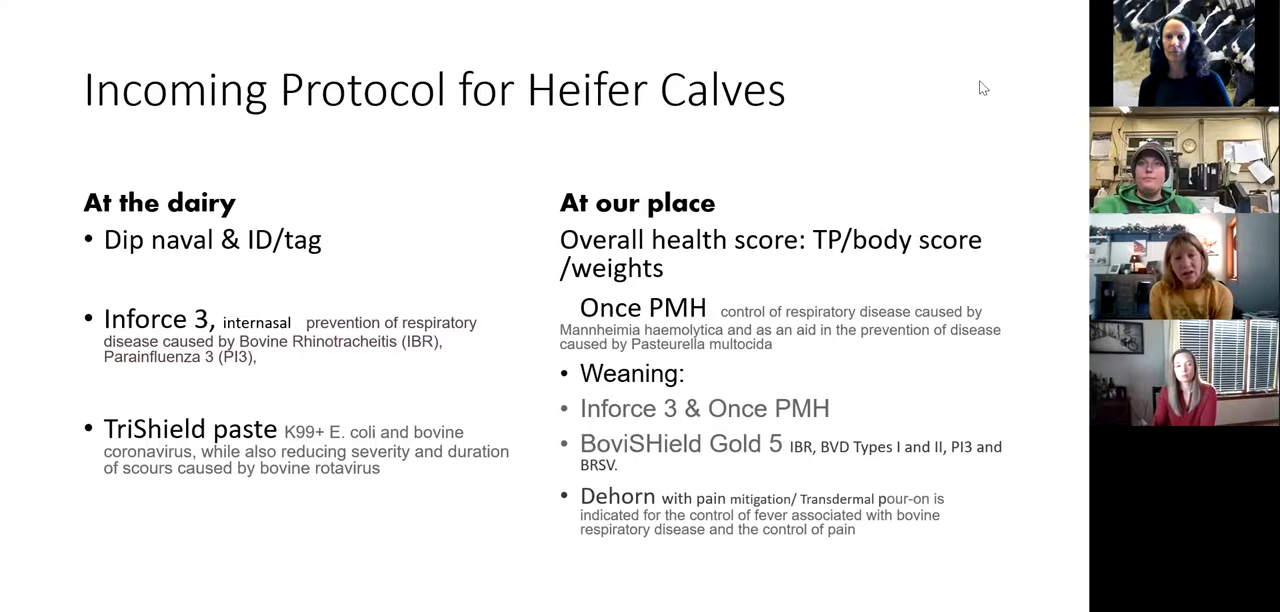 Incoming Protocol for Heifer Calves
At the dairy
• Dip naval & ID/tag
• Inforce 3, internasal prevention of respiratory
disease caused by Bovine Rhinotracheitis (IBR),
Parainfluenza 3 (PI3),
• TriShield paste K99+ E. coli and bovine
coronavirus, while also reducing severity and duration
of scours caused by bovine rotavirus
At our place
Overall health score: TP/body score
/weights
Once PMH control of respiratory disease caused by
Mannheimia haemolytica and as an aid in the prevention of disease
caused by Pasteurella multocida
• Weaning:
• Inforce 3 & Once PMH
• BoviSHield Gold 5 IBR, BVD Types I and II, PI3 and
BRSV.
• Dehorn with pain mitigation/ Transdermal pour-on is
indicated for the control of fever associated with bovine
respiratory disease and the control of pain